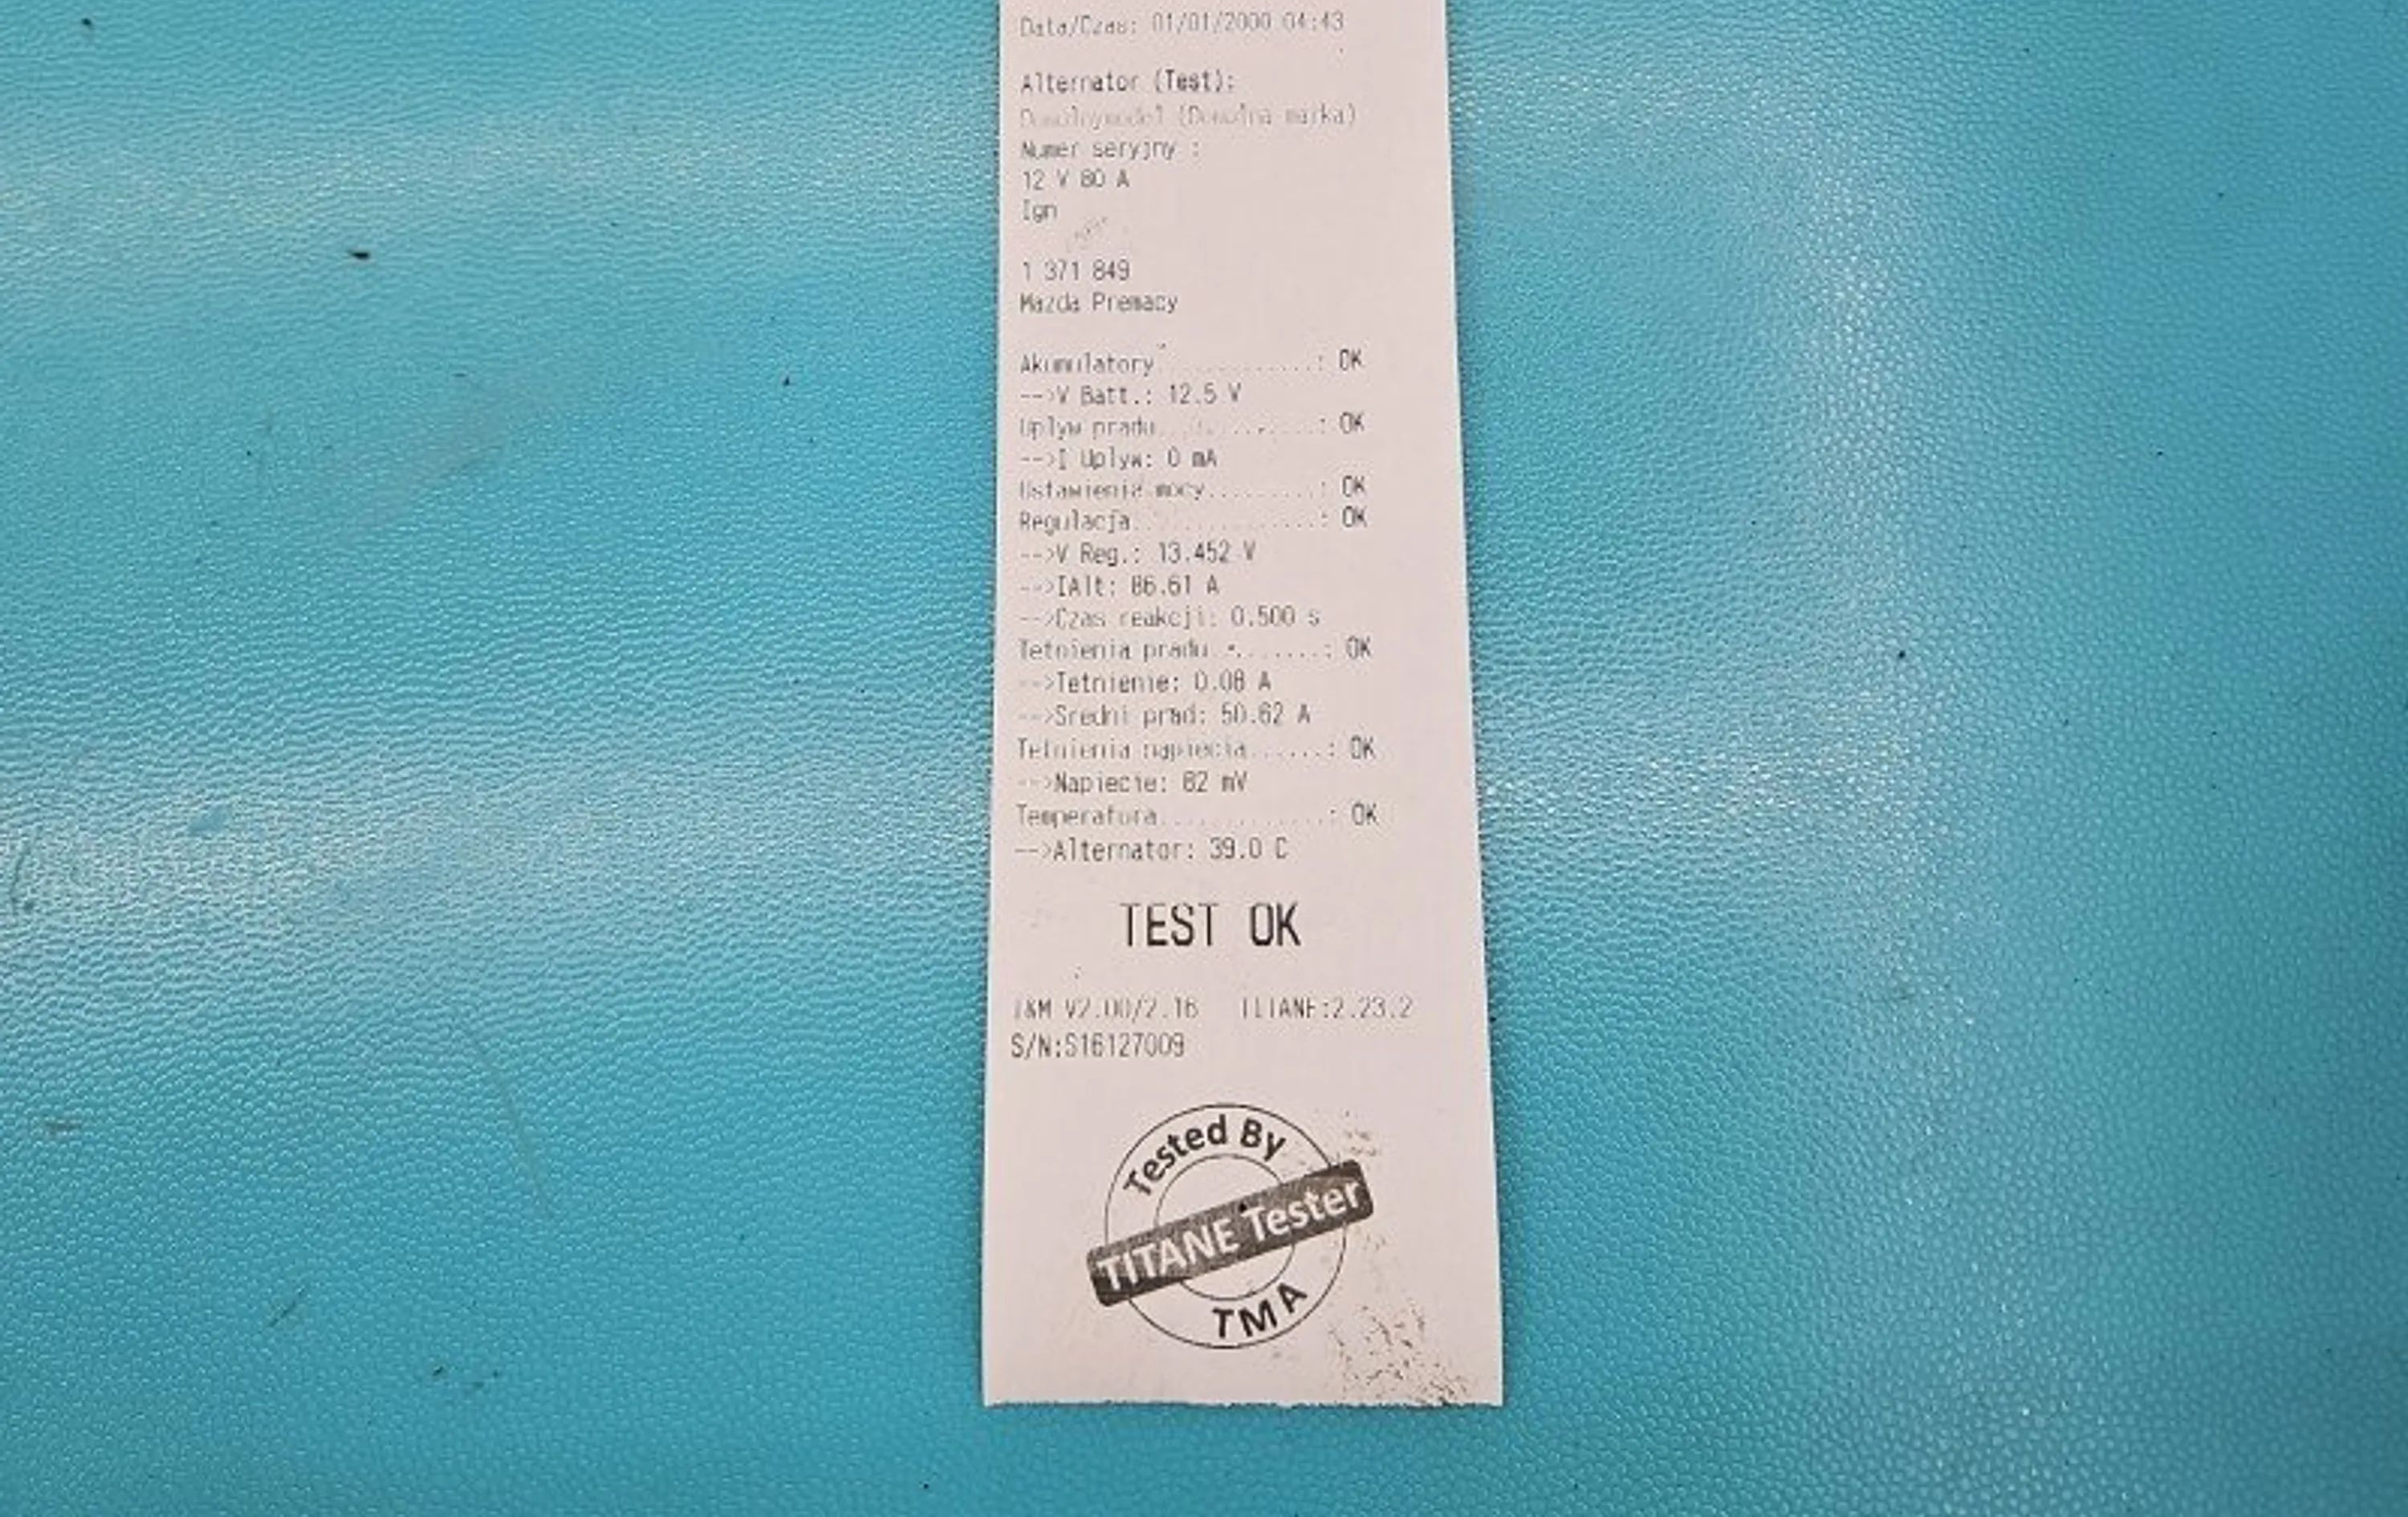 Data/Czas: 01/01/2000 04:43
Alternator (Test):
(Dowolna marka)
Numer seryjny :
12 V 80 A
Ign
1 371 849
Mazda Premacy
Akumulatory............: OK
-->V Batt.: 12.5 V
Uplyw pradu............: OK
-->I Uplyw: 0 mA
Ustawienia mocy.........: OK
Regulacja..............: OK
-->V Reg.: 13.452 V
-->IAlt: 86.61 A
-->Czas reakcji: 0.500 s
Tetnienia pradu.........: OK
-->Tetnienie: 0.08 A
-->Sredni prad: 50.62 A
Tetnienia napiecia......: OK
-->Napiecie: 82 mV
Temperatura.............: OK
-->Alternator: 39.0 C
TEST OK
T&M V2.00/2.16 TITANE:2.23.2
S/N:S16127009
Tested By
TITANE Tester
TMA